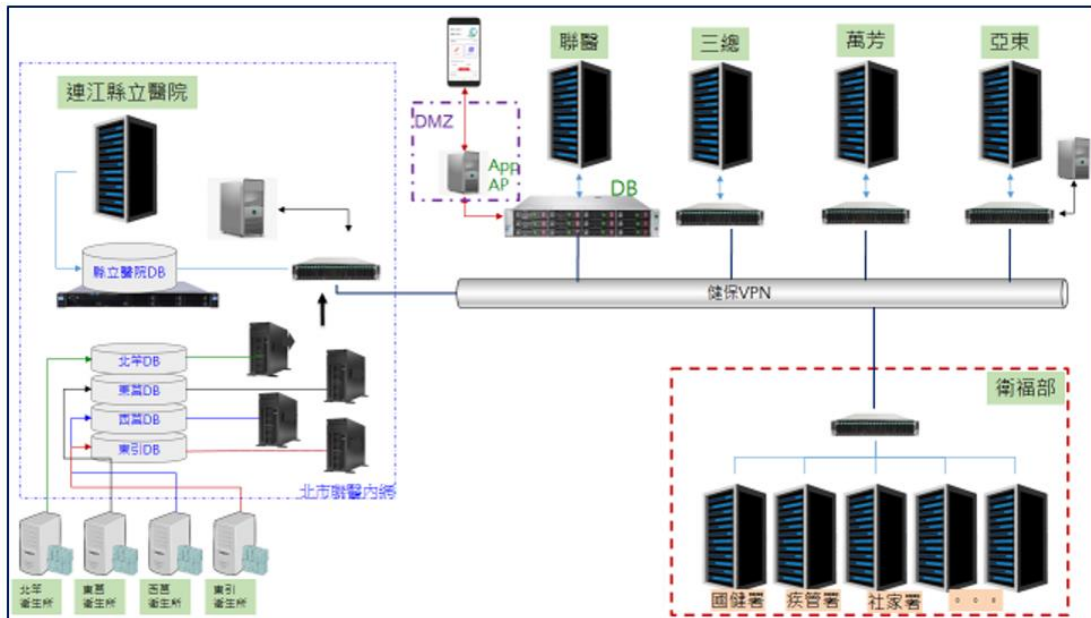 聯醫
三總
萬芳
亞東
連江縣立醫院
DMZ
App
AP
DB
縣立醫院DB
健保VPN
北竿DB
東莒DB
西莒DB
東引DB
北市聯醫內網
衛福部
北竿
衛生所
東莒
衛生所
西莒
衛生所
東引
衛生所
國健署
疾管署
社家署
。。。